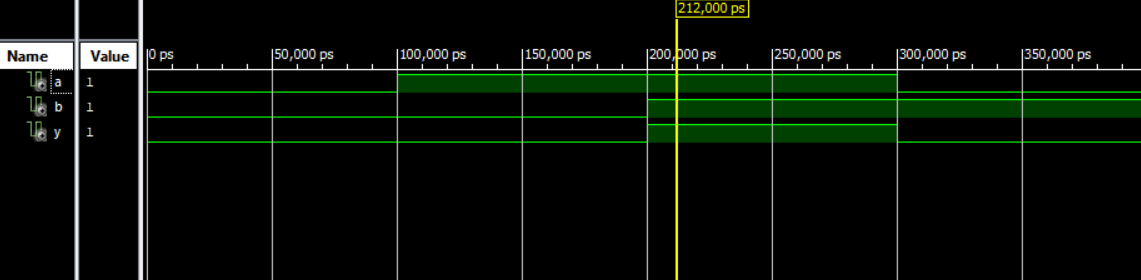 212,000 ps
Name Value 0 ps 50,000 ps 100,000 ps 150,000 ps 200,000 ps 250,000 ps 300,000 ps 350,000 ps
a 1
b 1
y 1